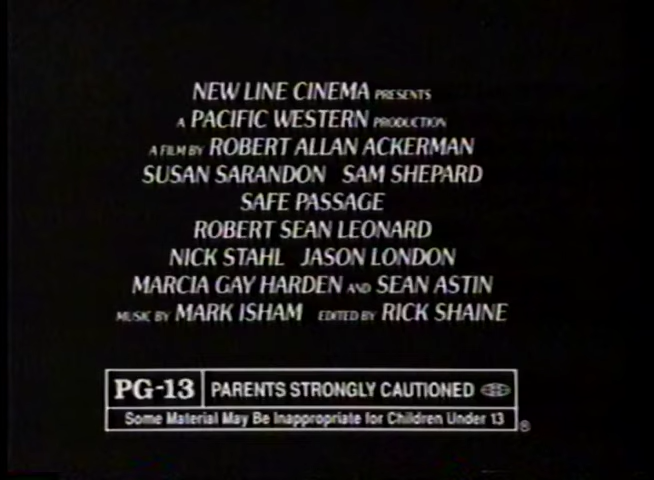 NEW LINE CINEMA PRESENTS
A PACIFIC WESTERN PRODUCTION
A FILM BY ROBERT ALLAN ACKERMAN
SUSAN SARANDON SAM SHEPARD
SAFE PASSAGE
ROBERT SEAN LEONARD
NICK STAHL JASON LONDON
MARCIA GAY HARDEN AND SEAN ASTIN
MUSIC BY MARK ISHAM EDITED BY RICK SHAINE
PG-13 PARENTS STRONGLY CAUTIONED
Some Material May Be Inappropriate for Children Under 13 ®